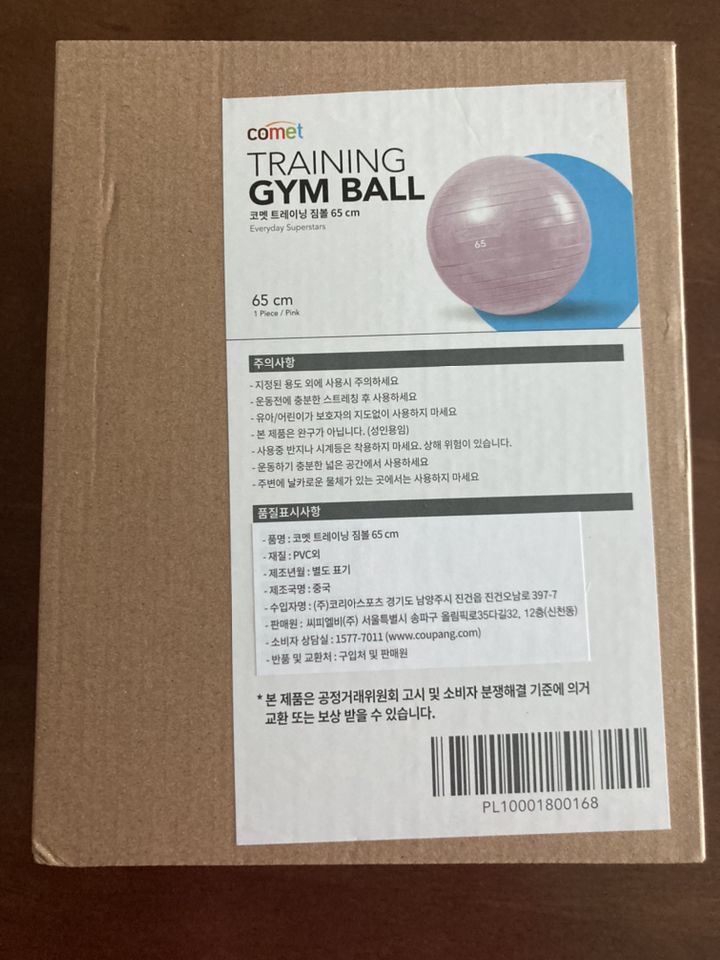 comet
TRAINING
GYM BALL
코멧 트레이닝 짐볼 65 cm
Everyday Superstars
65
65 cm
1 Piece / Pink
주의사항
- 지정된 용도 외에 사용시 주의하세요
- 운동전에 충분한 스트레칭 후 사용하세요
- 유아/어린이가 보호자의 지도없이 사용하지 마세요
- 본 제품은 완구가 아닙니다. (성인용임)
- 사용중 반지나 시계등은 착용하지 마세요. 상해 위험이 있습니다.
- 운동하기 충분한 넓은 공간에서 사용하세요
- 주변에 날카로운 물체가 있는 곳에서는 사용하지 마세요
품질표시사항
- 품명 : 코멧 트레이닝 짐볼 65 cm
- 재질 : PVC외
- 제조년월 : 별도 표기
- 제조국명 : 중국
- 수입자명 : (주)코리아스포츠 경기도 남양주시 진건읍 진건오남로 397-7
- 판매원 : 씨피엘비(주) 서울특별시 송파구 올림픽로35다길32, 12층(신천동)
- 소비자 상담실 : 1577-7011 (www.coupang.com)
- 반품 및 교환처 : 구입처 및 판매원
* 본 제품은 공정거래위원회 고시 및 소비자 분쟁해결 기준에 의거
교환 또는 보상 받을 수 있습니다.
PL10001800168